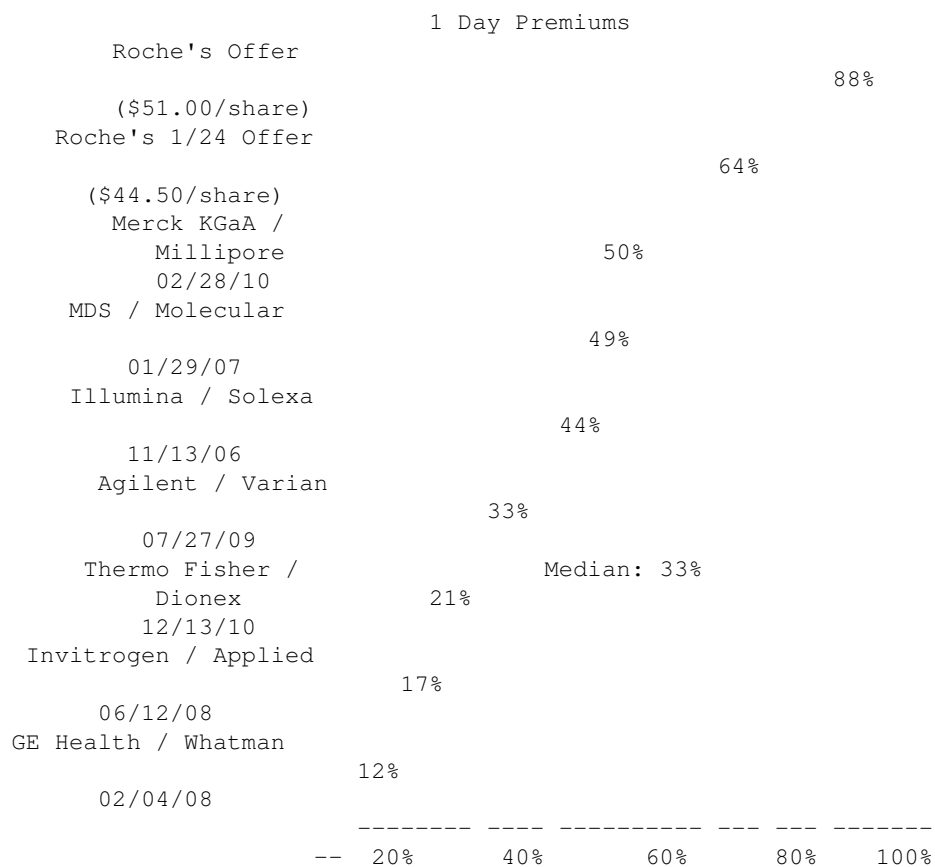 1 Day Premiums
Roche's Offer
88%
($51.00/share)
Roche's 1/24 Offer
64%
($44.50/share)
Merck KGaA /
Millipore 50%
02/28/10
MDS / Molecular
49%
01/29/07
Illumina / Solexa
44%
11/13/06
Agilent / Varian
33%
07/27/09
Thermo Fisher / Median: 33%
Dionex 21%
12/13/10
Invitrogen / Applied
17%
06/12/08
GE Health / Whatman
12%
02/04/08
-------- ---- ---------- --- --- -------
-- 20% 40% 60% 80% 100%